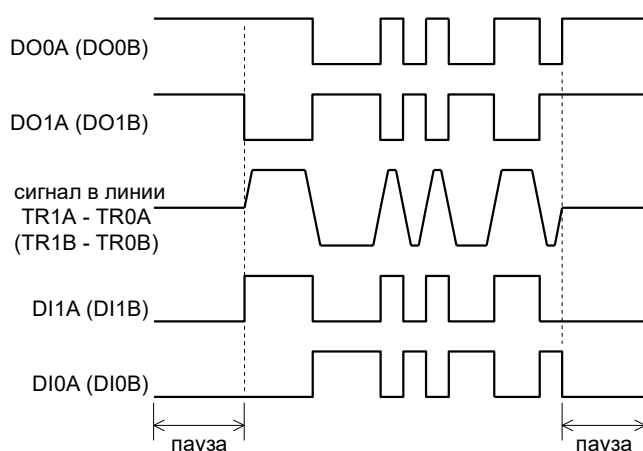 DO0A (DO0B)
DO1A (DO1B)
сигнал в линии
TR1A - TR0A
(TR1B - TR0B)
DI1A (DI1B)
DI0A (DI0B)
пауза
пауза